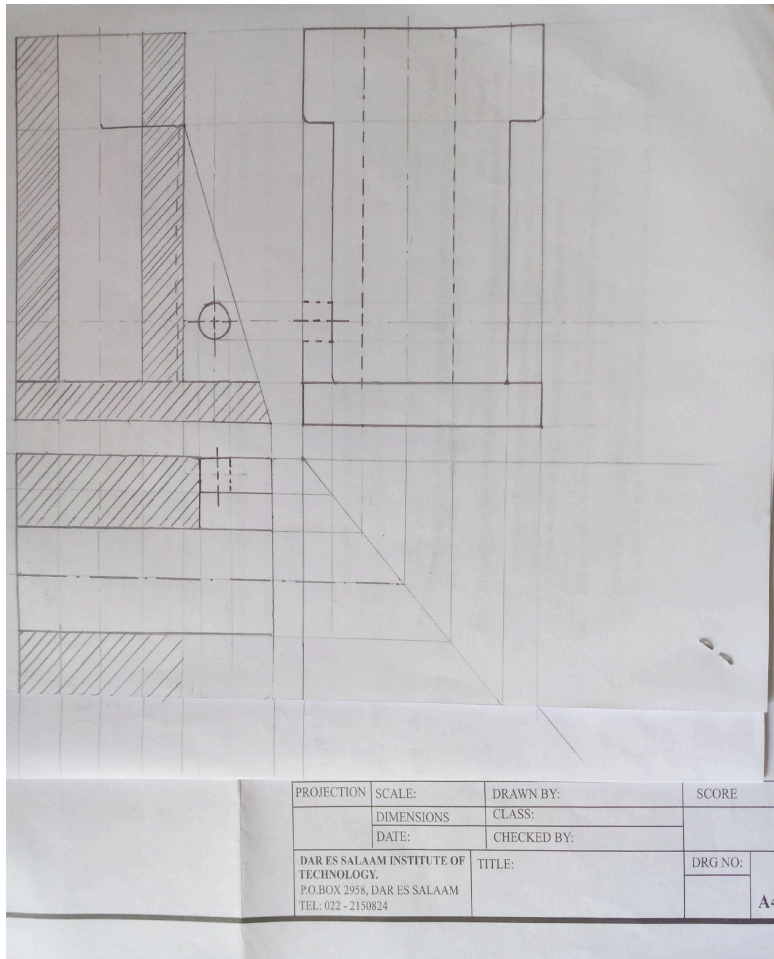 PROJECTION SCALE: DRAWN BY: SCORE
DIMENSIONS CLASS:
DATE: CHECKED BY:
DAR ES SALAAM INSTITUTE OF TECHNOLOGY.
P.O.BOX 2958, DAR ES SALAAM
TEL: 022 - 2150824
TITLE:
DRG NO:
A4